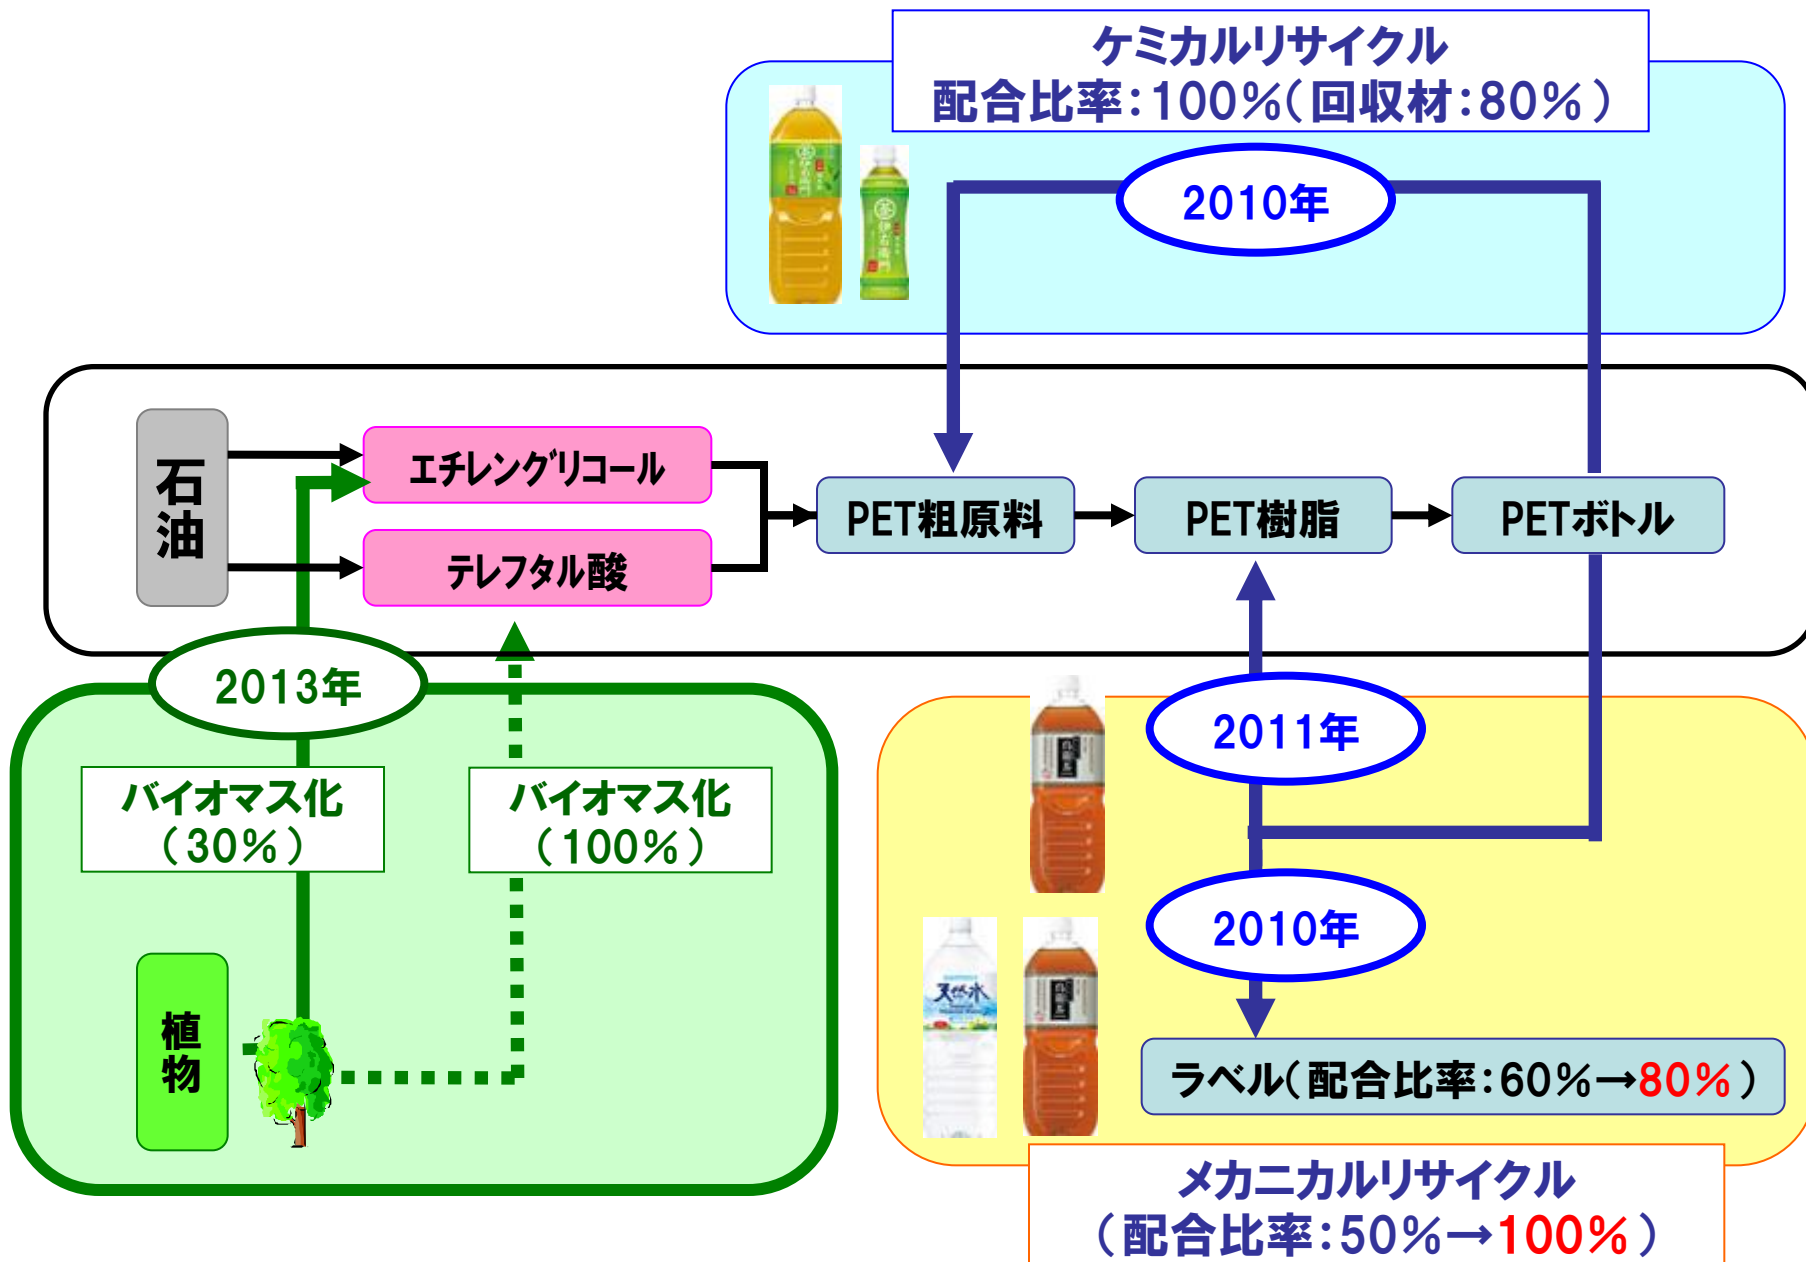 ケミカルリサイクル
配合比率：100％（回収材：80％）
2010年
石油
エチレングリコール
テレフタル酸
PET粗原料
PET樹脂
PETボトル
2013年
バイオマス化
（30％）
バイオマス化
（100％）
植物
2011年
2010年
天然水
ラベル（配合比率：60％→80％）
メカニカルリサイクル
（配合比率：50％→100％）